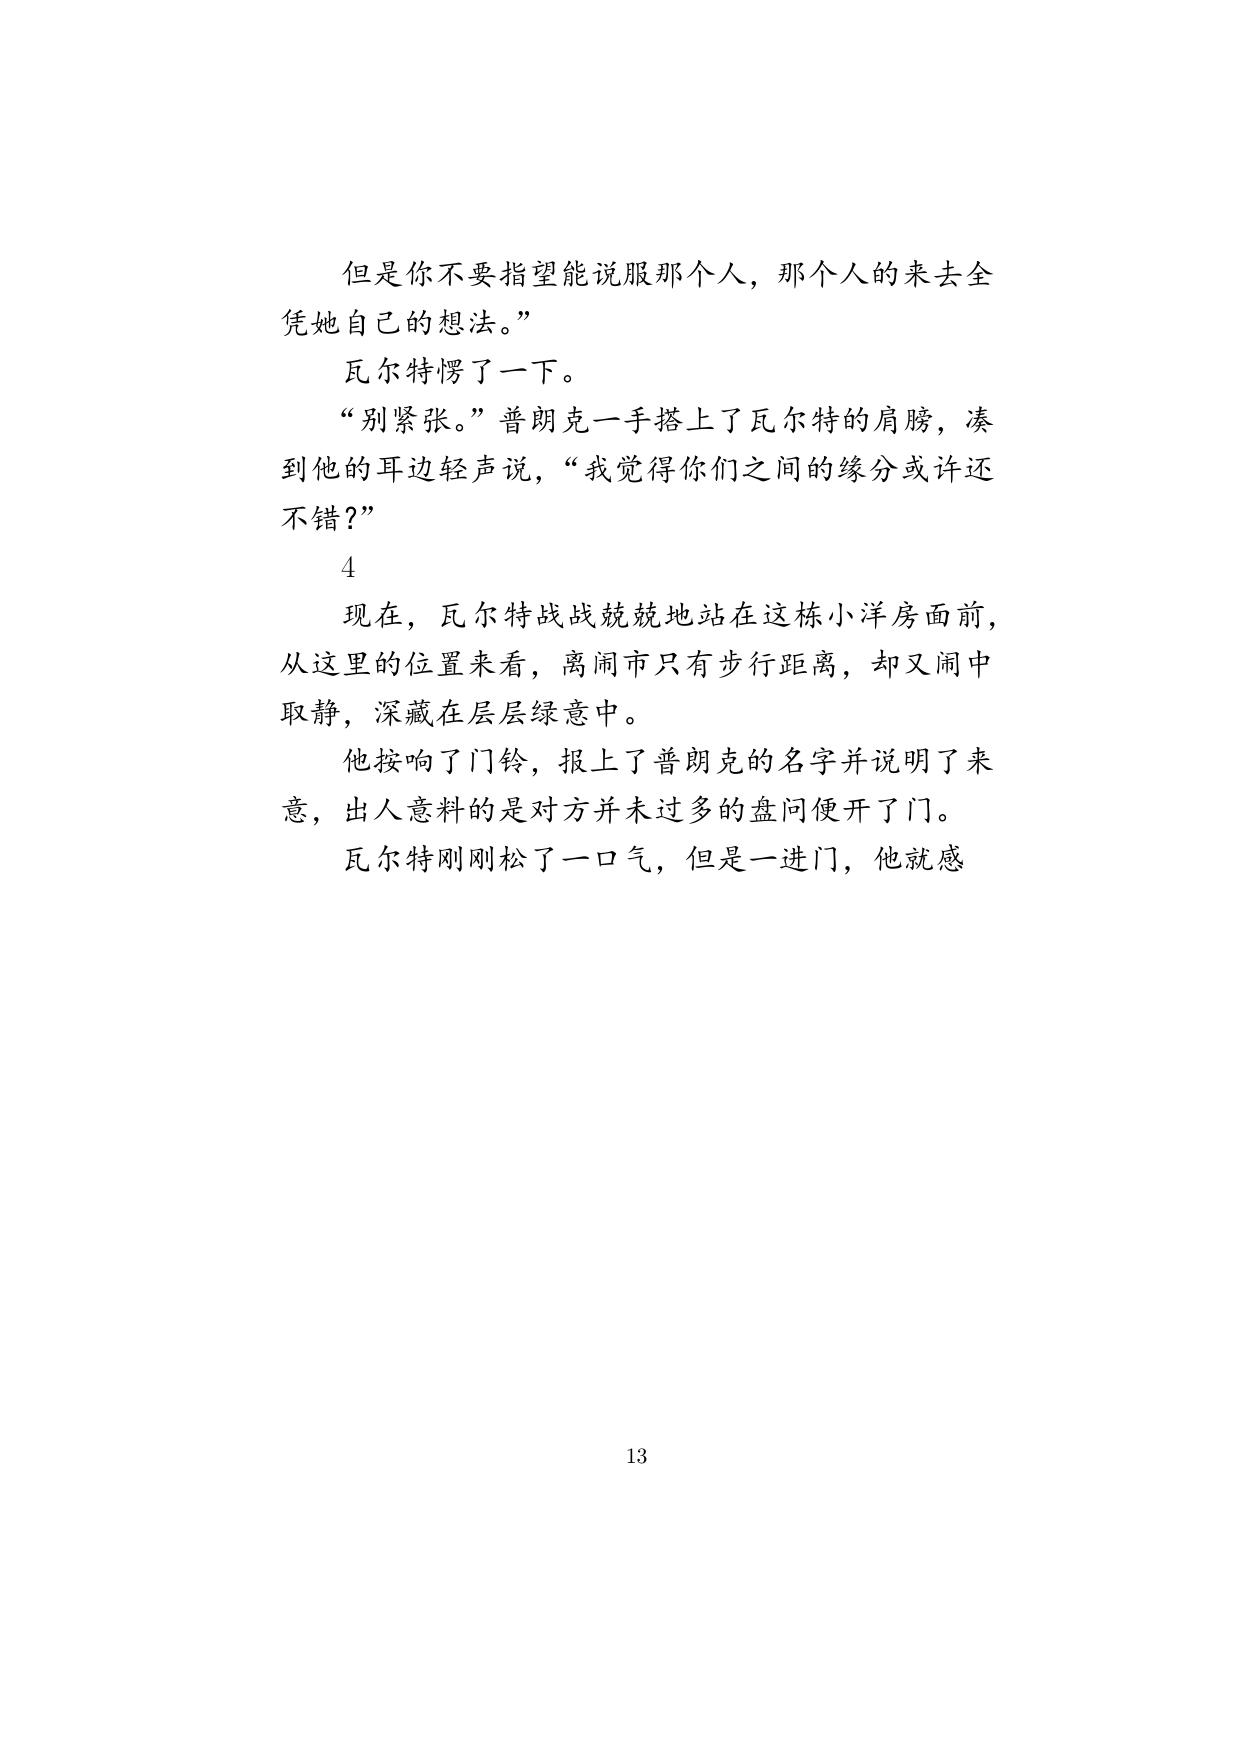 但是你不要指望能说服那个人，那个人的来去全
凭她自己的想法。”
瓦尔特愣了一下。
“别紧张。”普朗克一手搭上了瓦尔特的肩膀，凑
到他的耳边轻声说，“我觉得你们之间的缘分或许还
不错？”
4
现在，瓦尔特战战兢兢地站在这栋小洋房面前，
从这里的位置来看，离闹市只有步行距离，却又闹中
取静，深藏在层层绿意中。
他按响了门铃，报上了普朗克的名字并说明了来
意，出人意料的是对方并未过多的盘问便开了门。
瓦尔特刚刚松了一口气，但是一进门，他就感
13